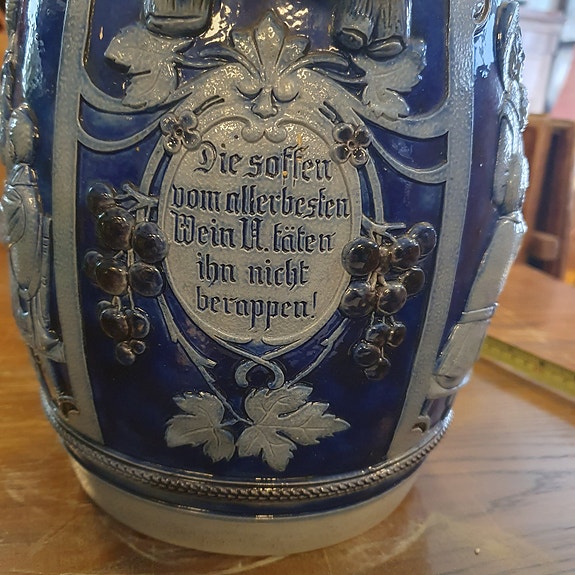 Die soffen
vom allerbesten
Wein U. täten
ihn nicht
berappen!